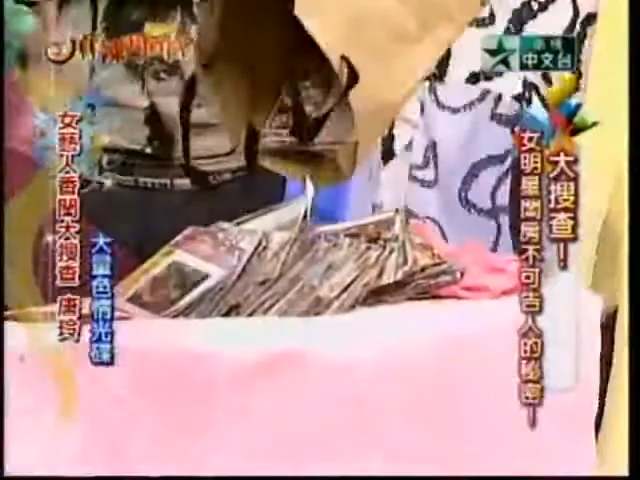 衛視
中文台
大搜查！
女明星閨房不可告人的秘密！
女藝人香閨大搜查 唐玲
大量色情光碟